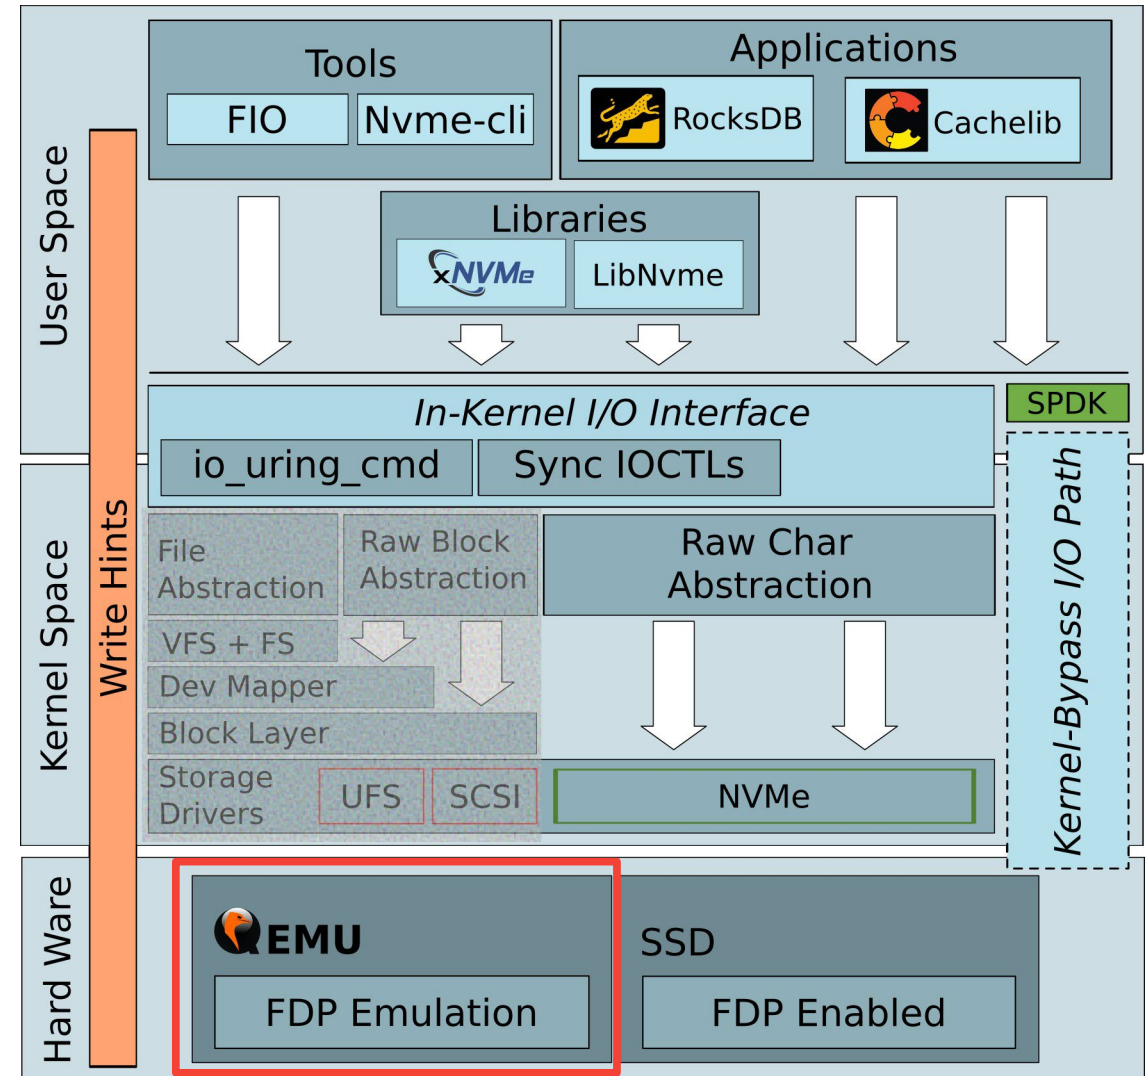 User Space
Tools
FIO
Nvme-cli
Applications
RocksDB
Cachelib
Libraries
xNVMe
LibNvme
In-Kernel I/O Interface
io_uring_cmd
Sync IOCTLs
SPDK
Kernel-Bypass I/O Path
Write Hints
Kernel Space
File
Abstraction
Raw Block
Abstraction
Raw Char
Abstraction
VFS + FS
Dev Mapper
Block Layer
Storage
Drivers
UFS
SCSI
NVMe
Hard Ware
QEMU
FDP Emulation
SSD
FDP Enabled